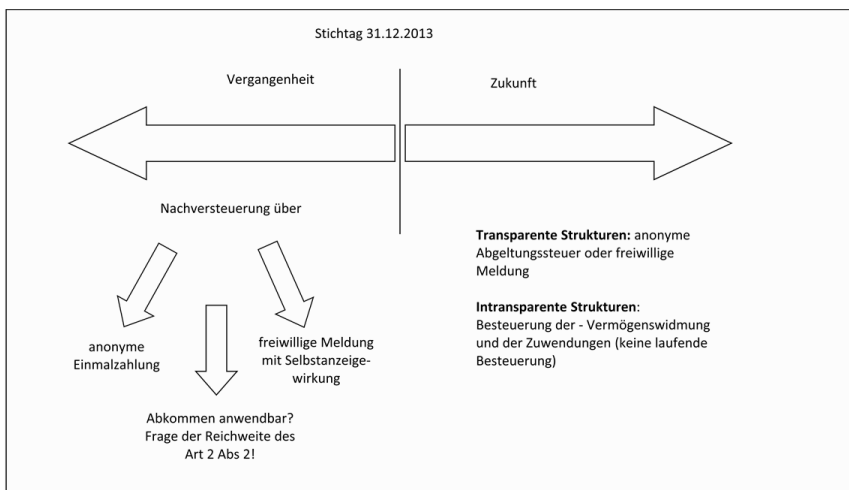 Stichtag 31.12.2013
Vergangenheit
Zukunft
Nachversteuerung über
anonyme
Einmalzahlung
freiwillige Meldung
mit Selbstanzeige-
wirkung
Abkommen anwendbar?
Frage der Reichweite des
Art 2 Abs 2!
Transparente Strukturen: anonyme
Abgeltungssteuer oder freiwillige
Meldung
Intransparente Strukturen:
Besteuerung der - Vermögenswidmung
und der Zuwendungen (keine laufende
Besteuerung)